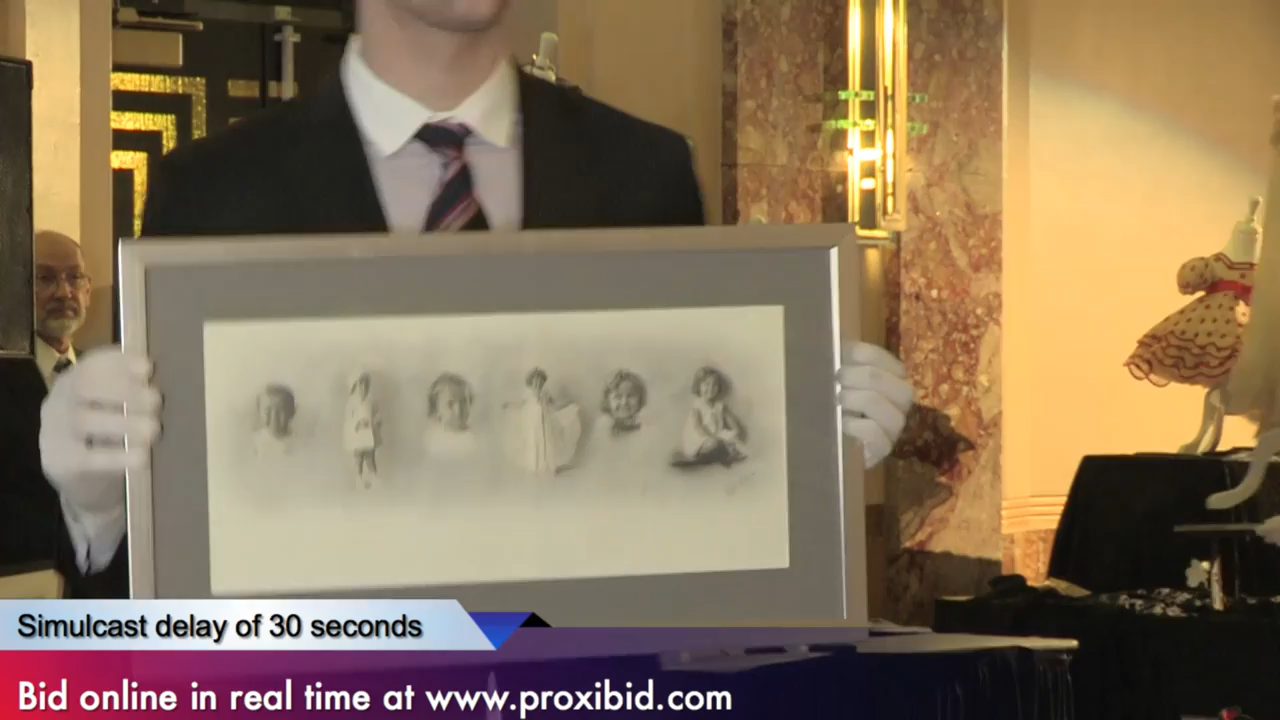 Simulcast delay of 30 seconds
Bid online in real time at www.proxibid.com